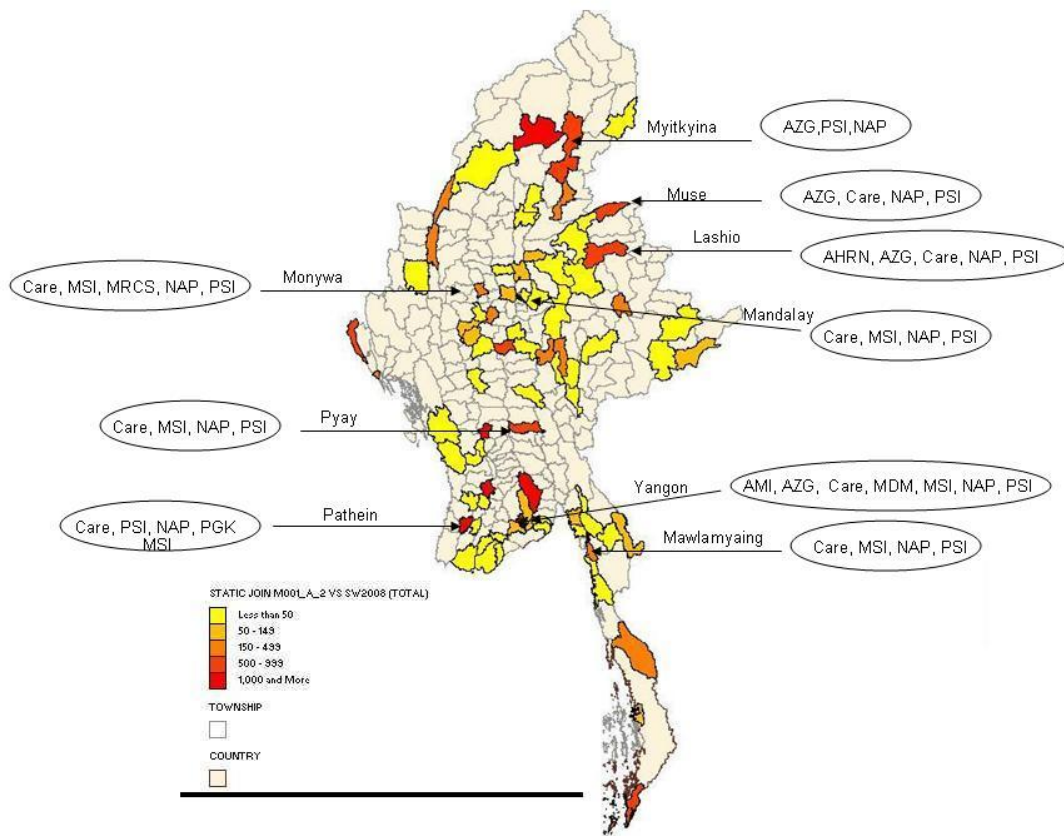 Myitkyina
AZG,PSI,NAP
Muse
AZG, Care, NAP, PSI
Lashio
AHRN, AZG, Care, NAP, PSI
Monywa
Care, MSI, MRCS, NAP, PSI
Mandalay
Care, MSI, NAP, PSI
Pyay
Care, MSI, NAP, PSI
Yangon
AMI, AZG, Care, MDM, MSI, NAP, PSI
Pathein
Care, PSI, NAP, PGK
MSI
Mawlamyaing
Care, MSI, NAP, PSI
STATIC JOIN M001_A_2 VS SW2008 (TOTAL)
Less than 50
50 - 149
150 - 499
500 - 999
1,000 and More
TOWNSHIP
COUNTRY